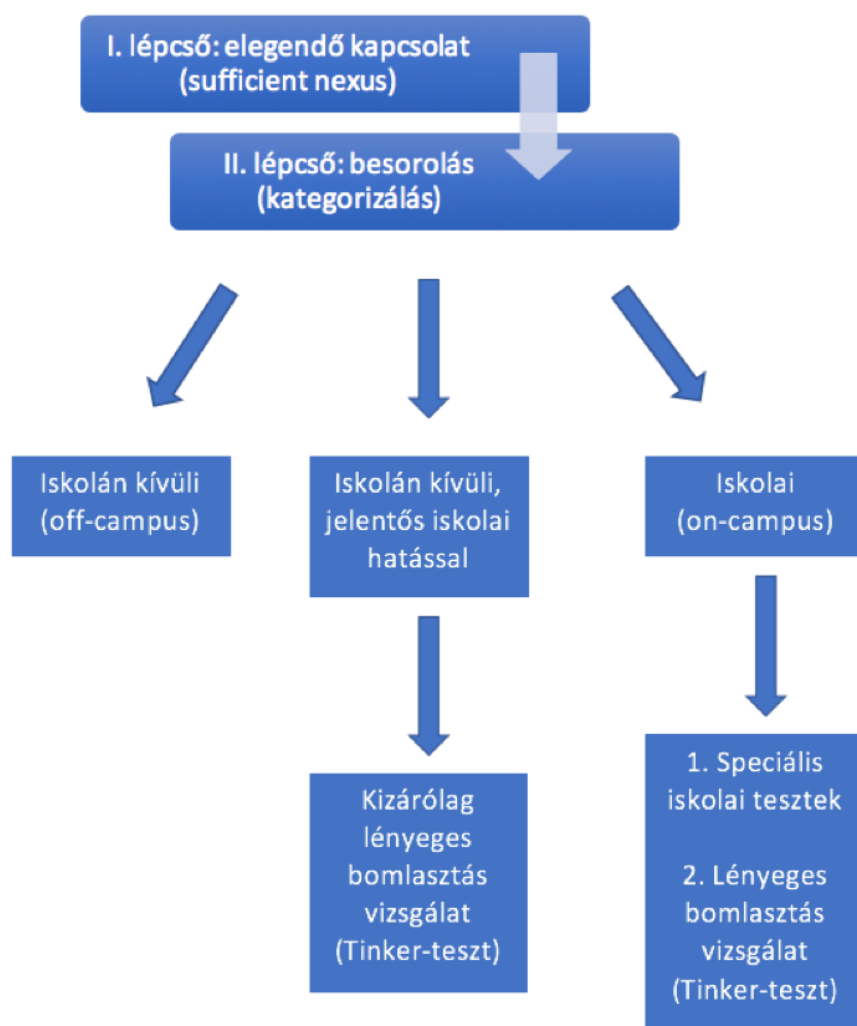 I. lépcső: elegendő kapcsolat
(sufficient nexus)
II. lépcső: besorolás
(kategorizálás)
Iskolán kívüli
(off-campus)
Iskolán kívüli,
jelentős iskolai
hatással
Iskolai
(on-campus)
Kizárólag
lényeges
bomlasztás
vizsgálat
(Tinker-teszt)
1. Speciális
iskolai tesztek
2. Lényeges
bomlasztás
vizsgálat
(Tinker-teszt)